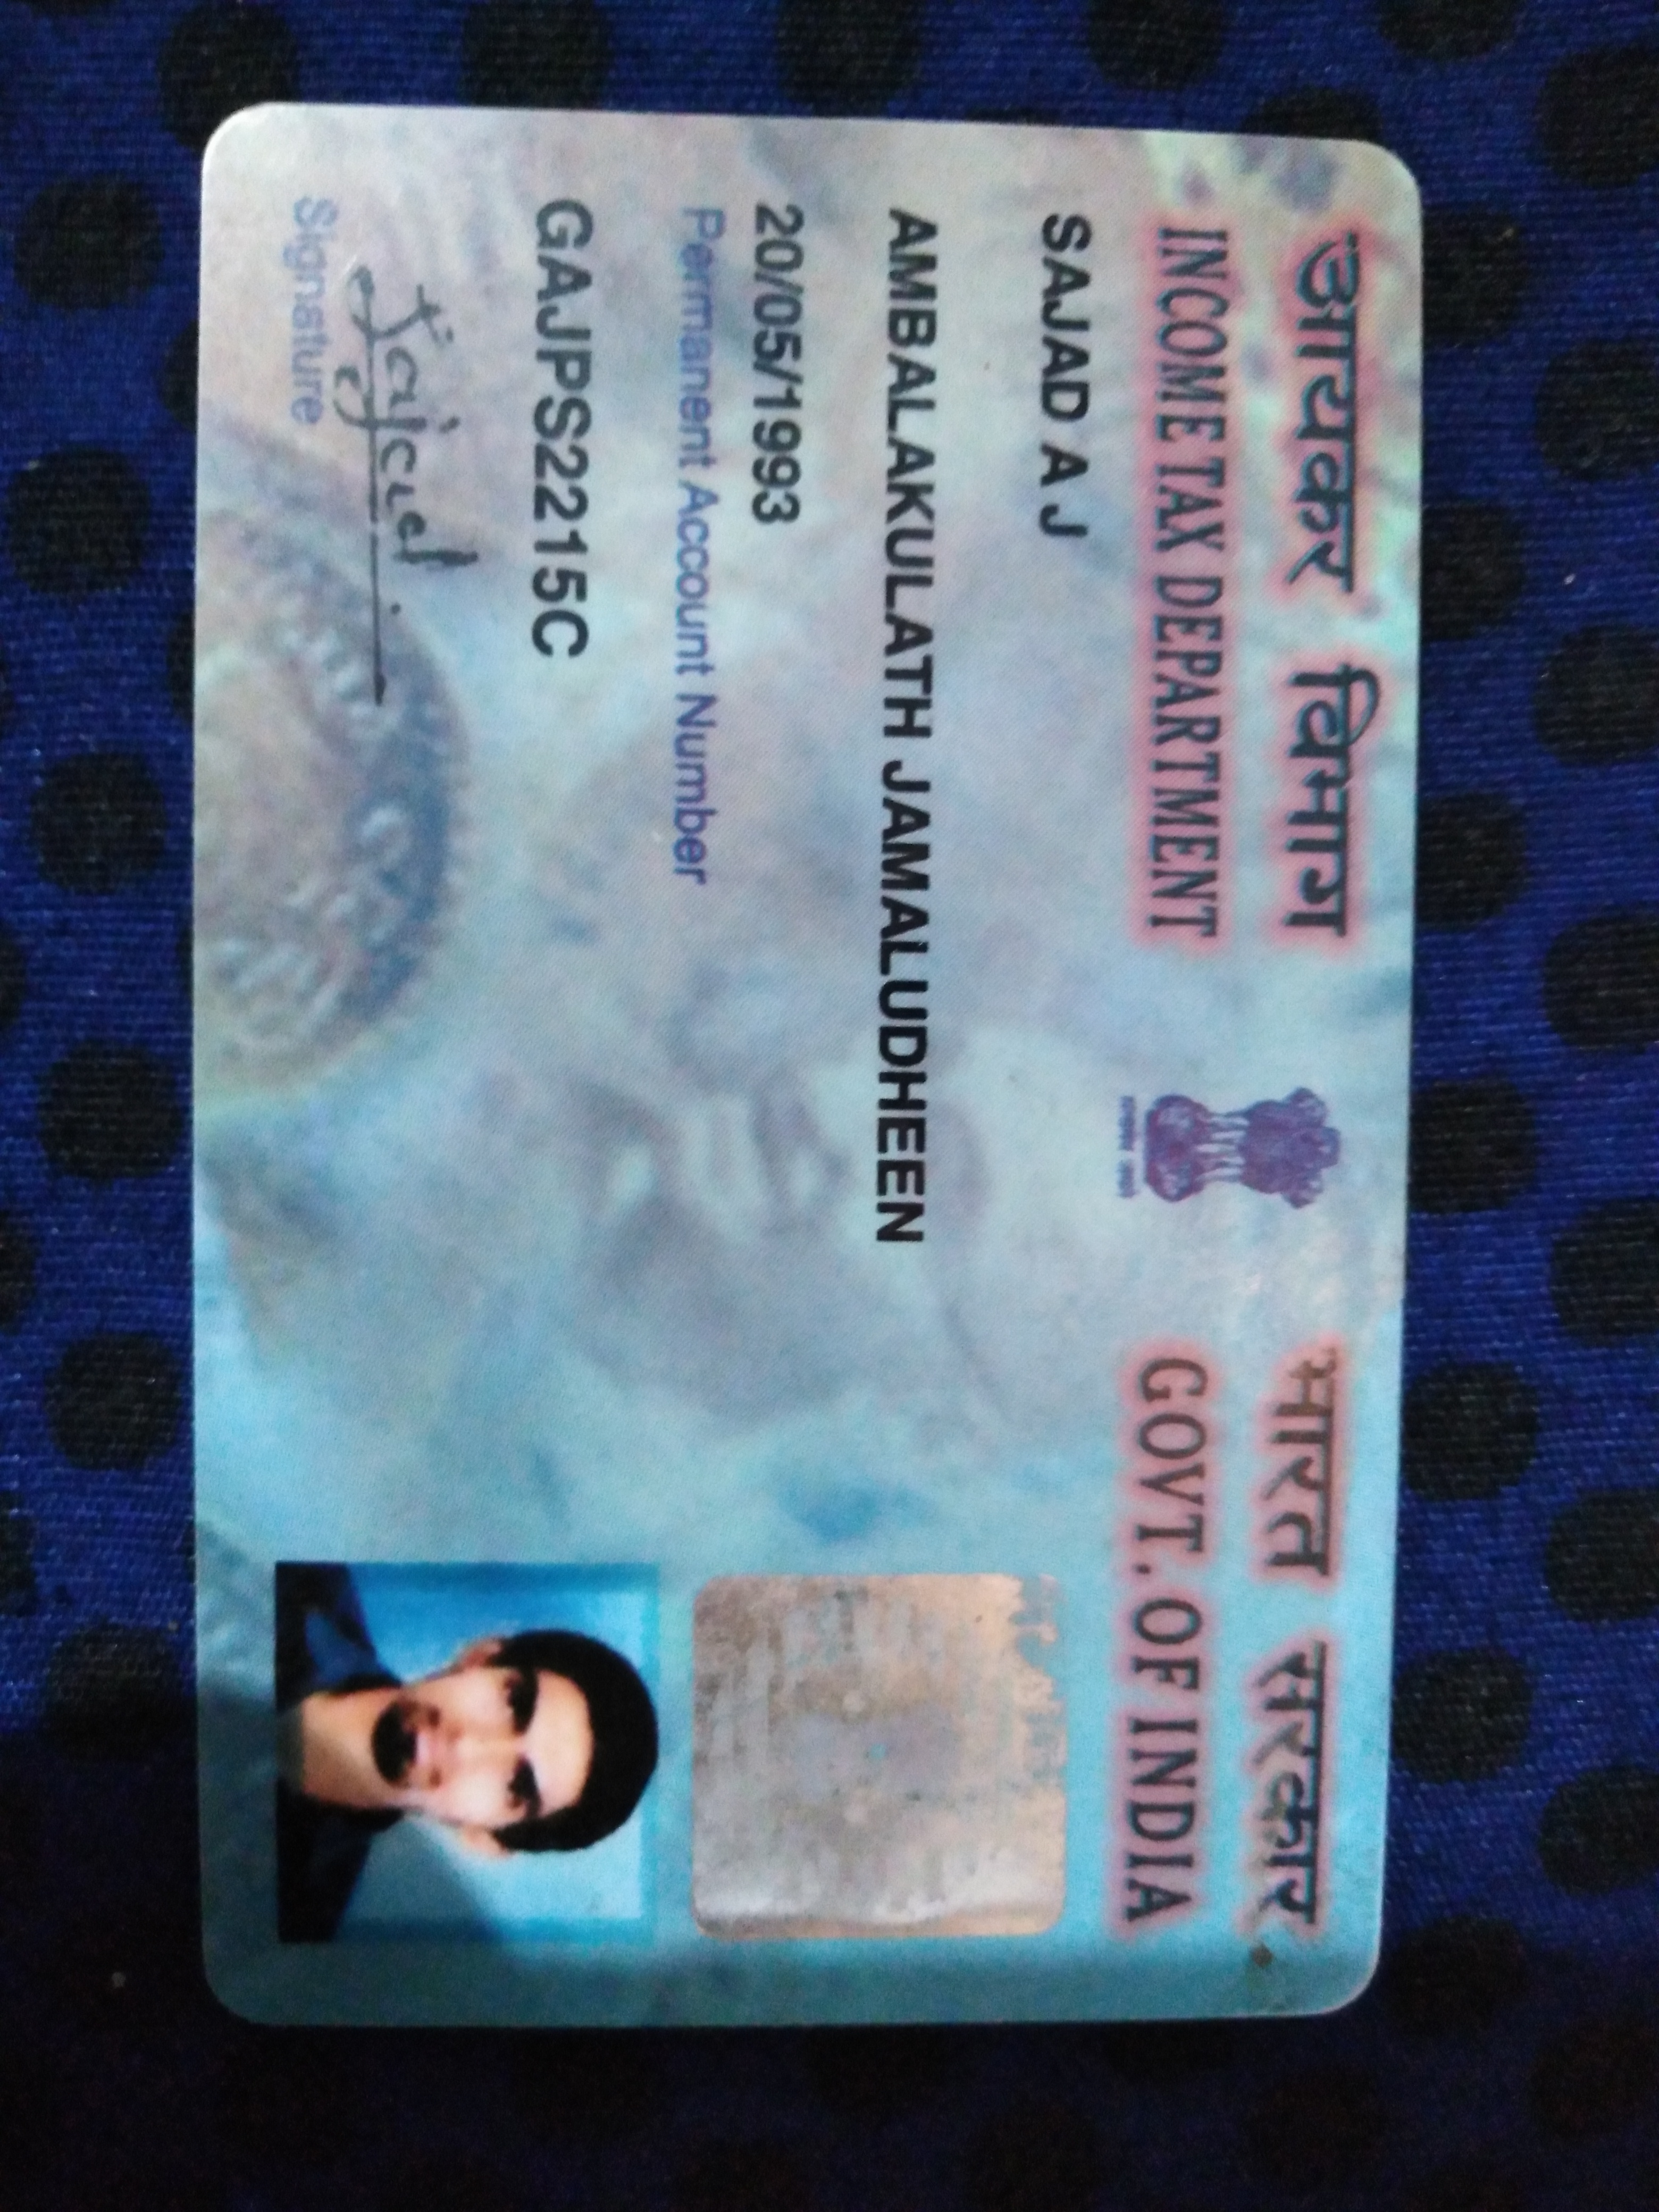 आयकर विभाग
INCOME TAX DEPARTMENT
भारत सरकार
GOVT. OF INDIA
SAJAD A J
AMBALAKULATH JAMALUDHEEN
20/05/1993
Permanent Account Number
GAJPS2215C
Sajad
Signature